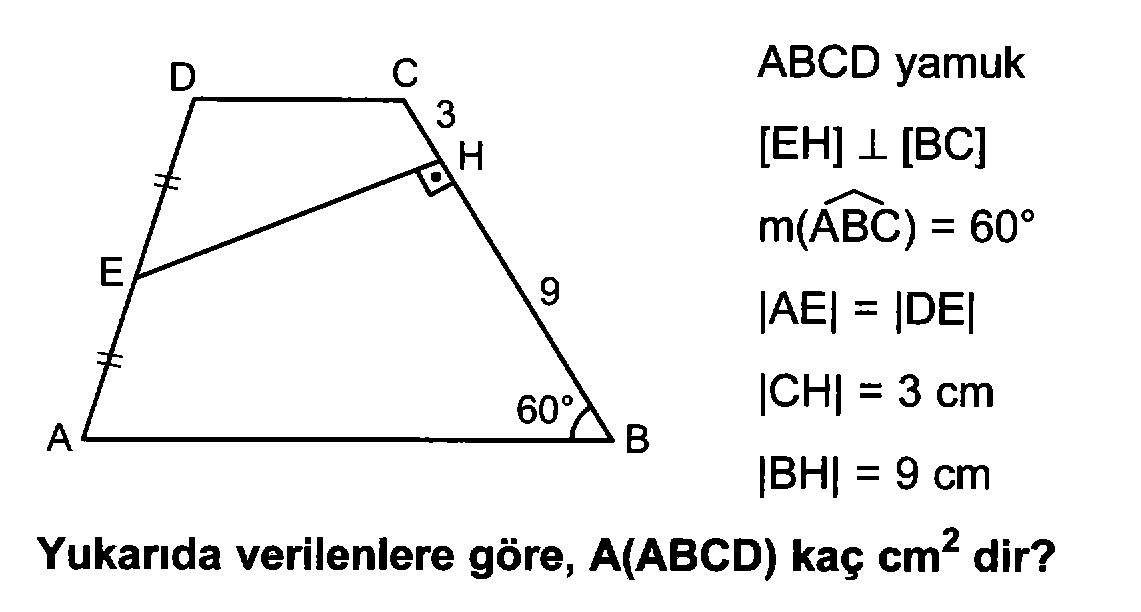 D
C
3
H
E
9
60°
A
B
ABCD yamuk
[EH] ⊥ [BC]
m(ABC) = 60°
|AE| = |DE|
|CH| = 3 cm
|BH| = 9 cm
Yukarıda verilenlere göre, A(ABCD) kaç cm² dir?